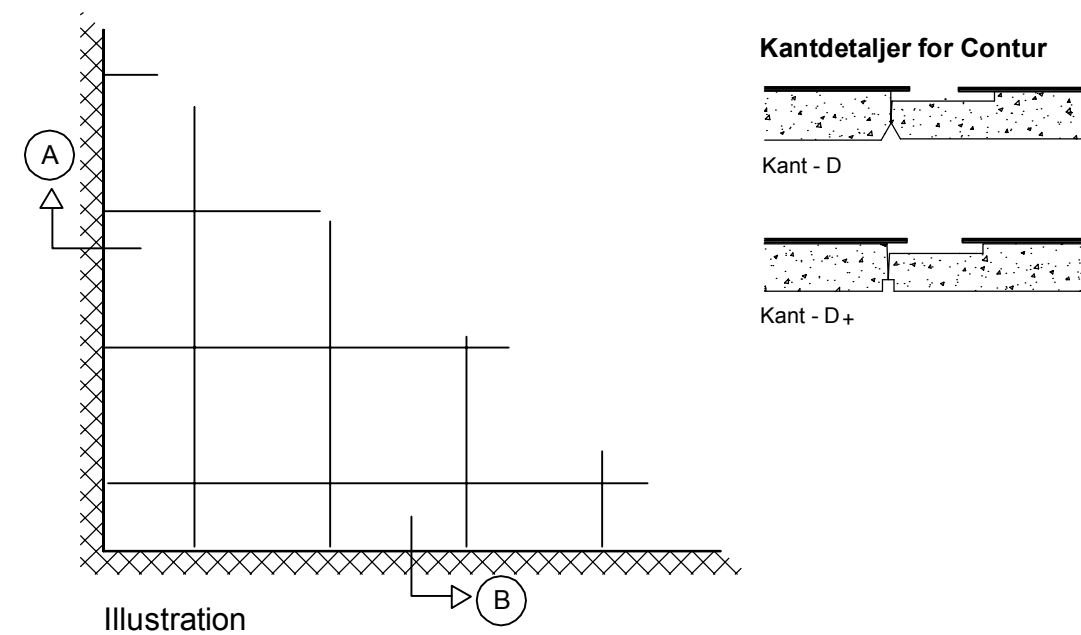 Kantdetaljer for Contur
A
Kant - D
Kant - D+
B
Illustration